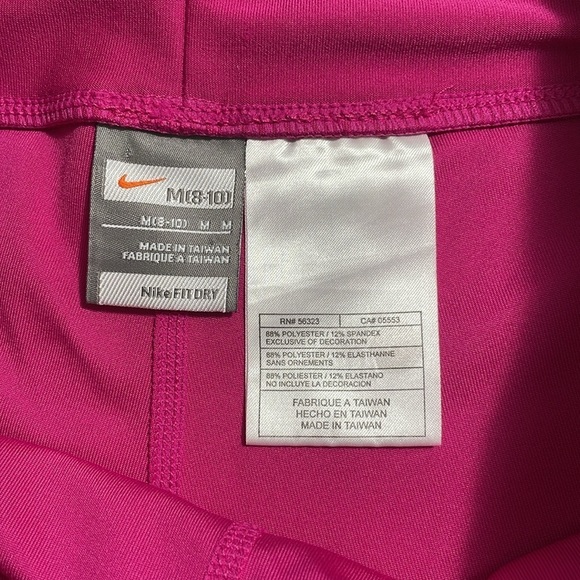 M(8-10)
M(8-10) M M
MADE IN TAIWAN
FABRIQUE A TAIWAN
Nike FIT DRY
RN# 56323 CA# 05553
88% POLYESTER / 12% SPANDEX
EXCLUSIVE OF DECORATION
88% POLYESTER / 12% ELASTHANNE
SANS ORNEMENTS
88% POLIESTER / 12% ELASTANO
NO INCLUYE LA DECORACION
FABRIQUE A TAIWAN
HECHO EN TAIWAN
MADE IN TAIWAN